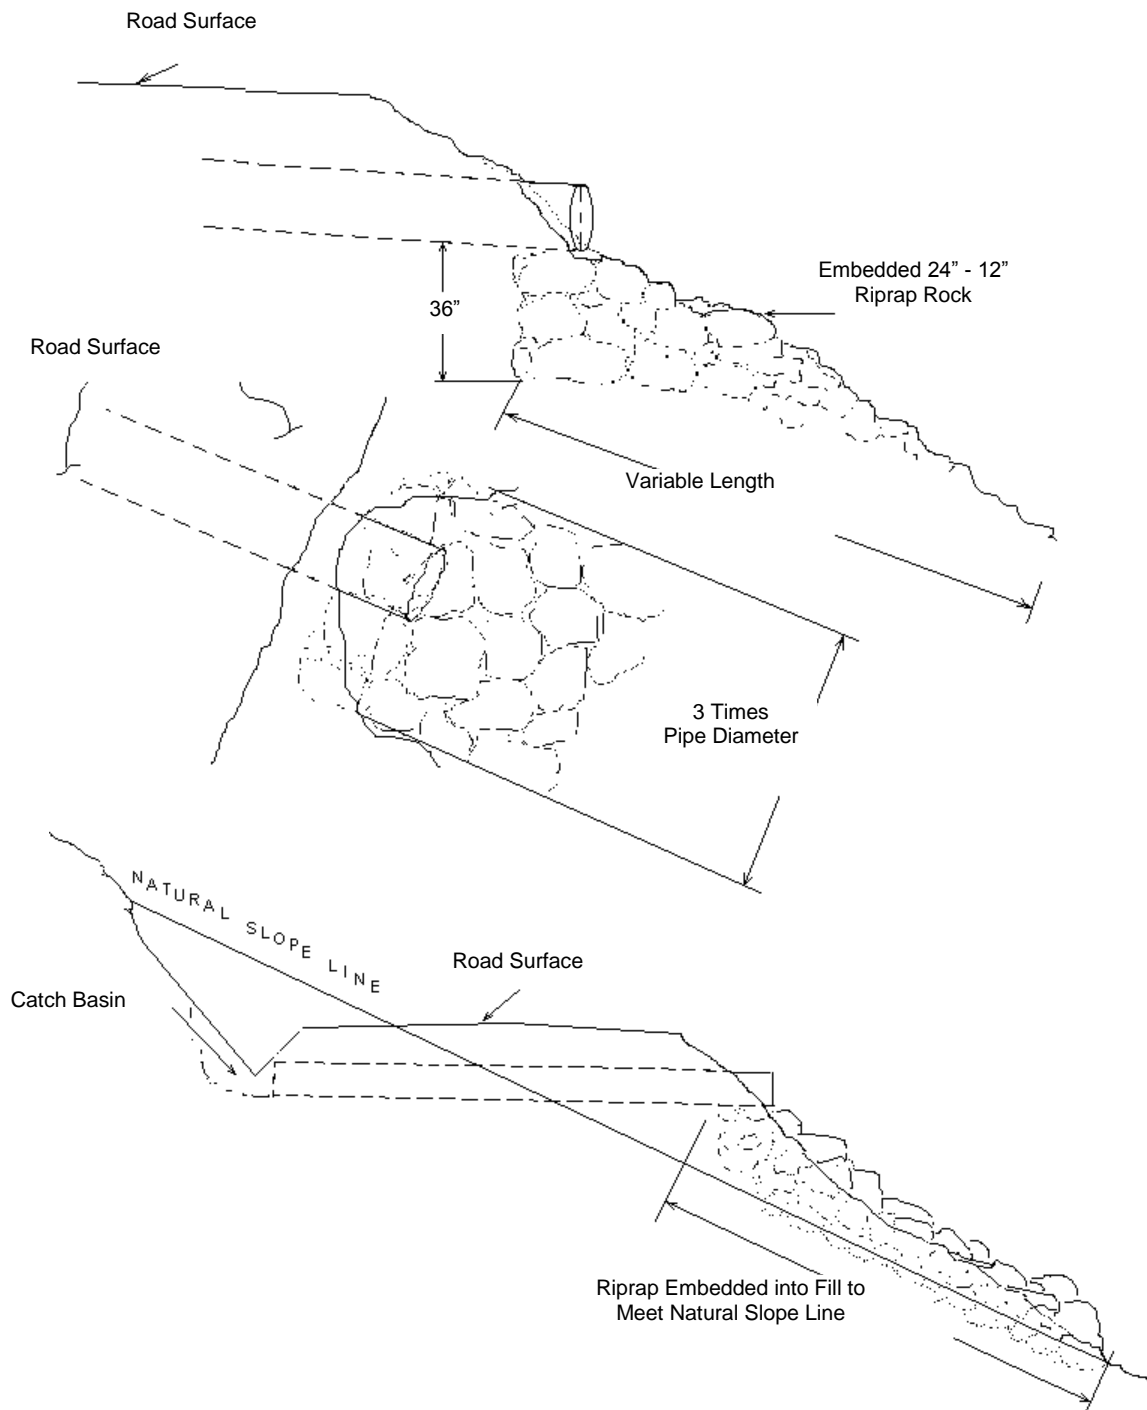 Road Surface
Embedded 24” - 12”
Riprap Rock
36”
Road Surface
Variable Length
3 Times
Pipe Diameter
NATURAL SLOPE LINE
Road Surface
Catch Basin
Riprap Embedded into Fill to
Meet Natural Slope Line